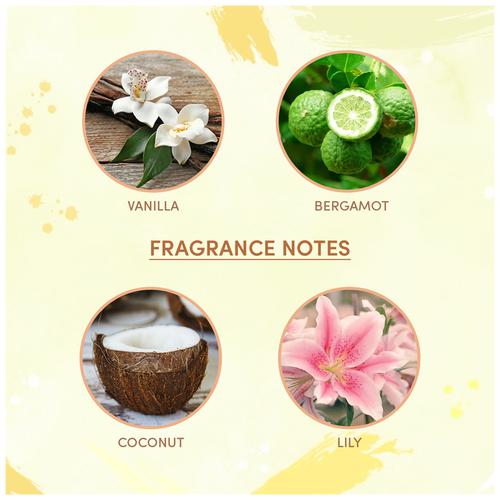 VANILLA
BERGAMOT
FRAGRANCE NOTES
COCONUT
LILY